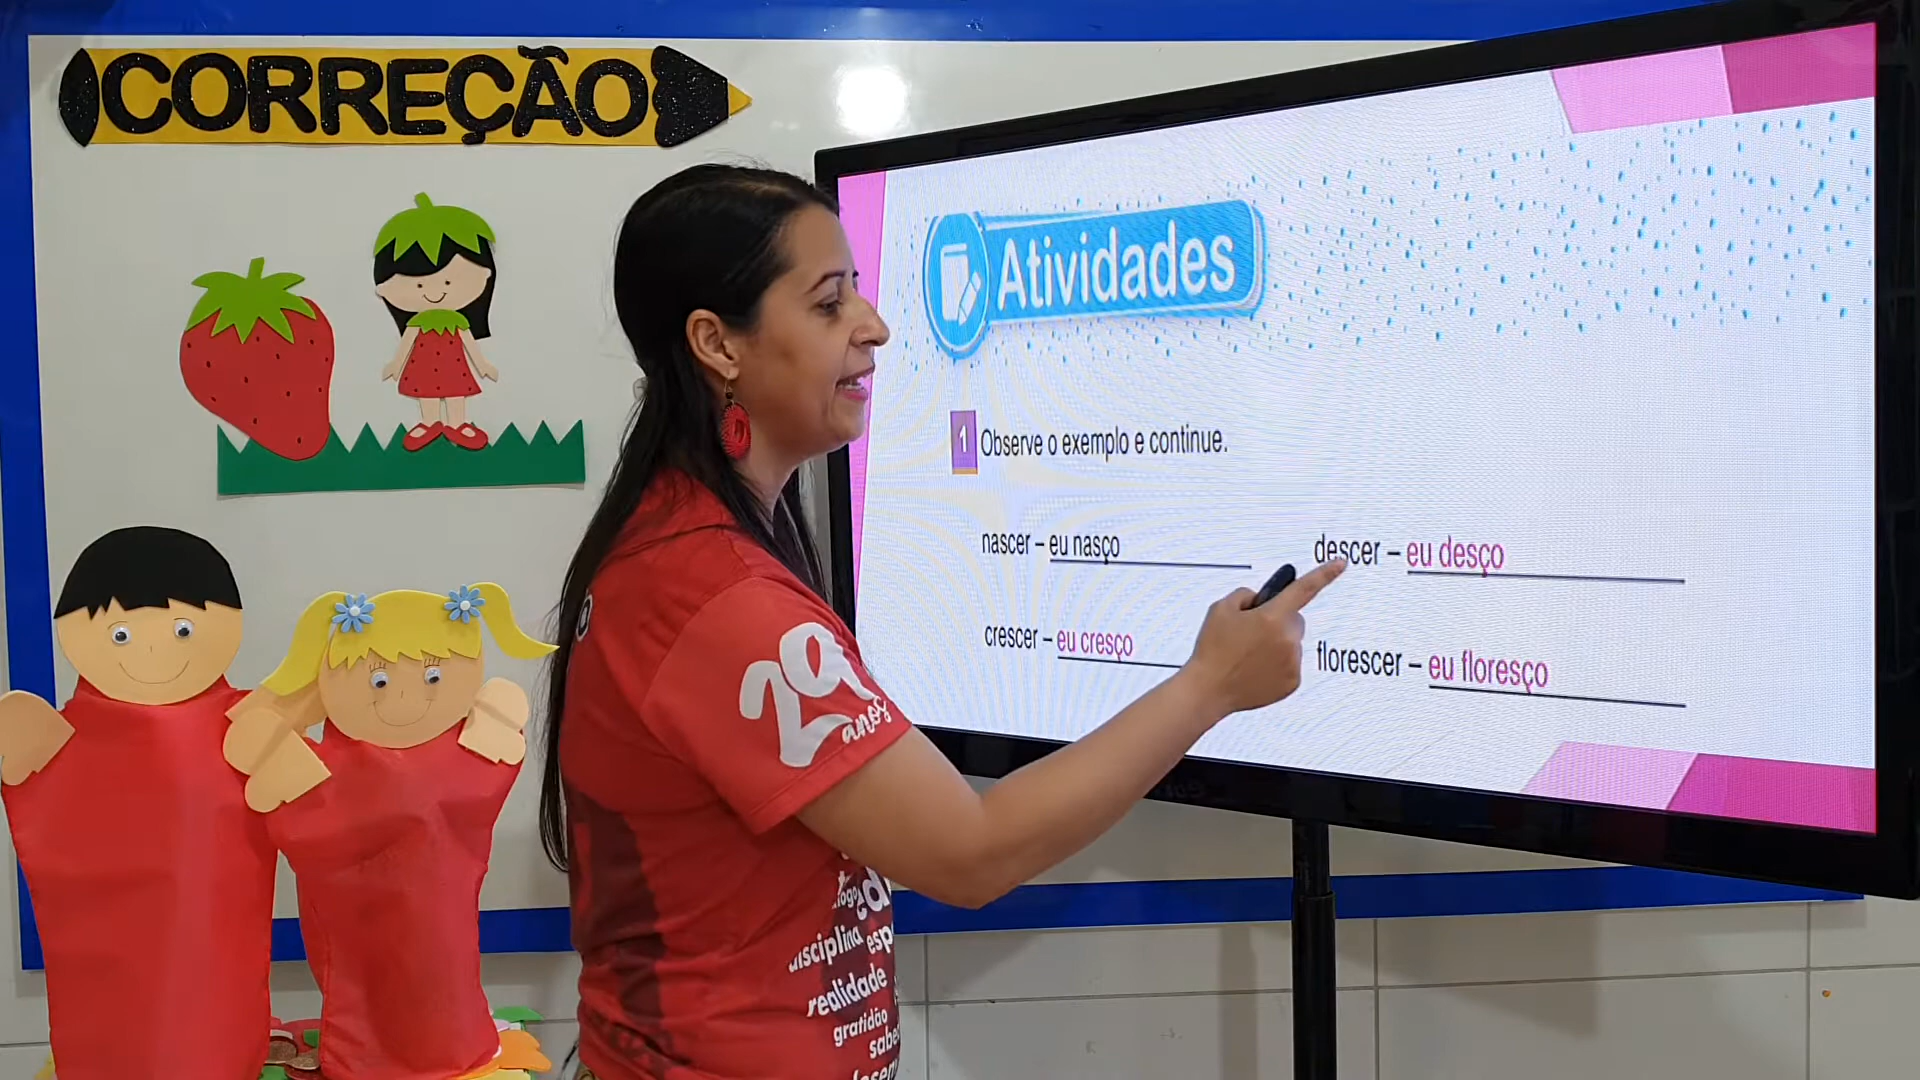 CORREÇÃO
Atividades
1 Observe o exemplo e continue.
nascer – eu nasço
descer – eu desço
crescer – eu cresço
florescer – eu floresço
29
anos
disciplina
realidade
gratidão